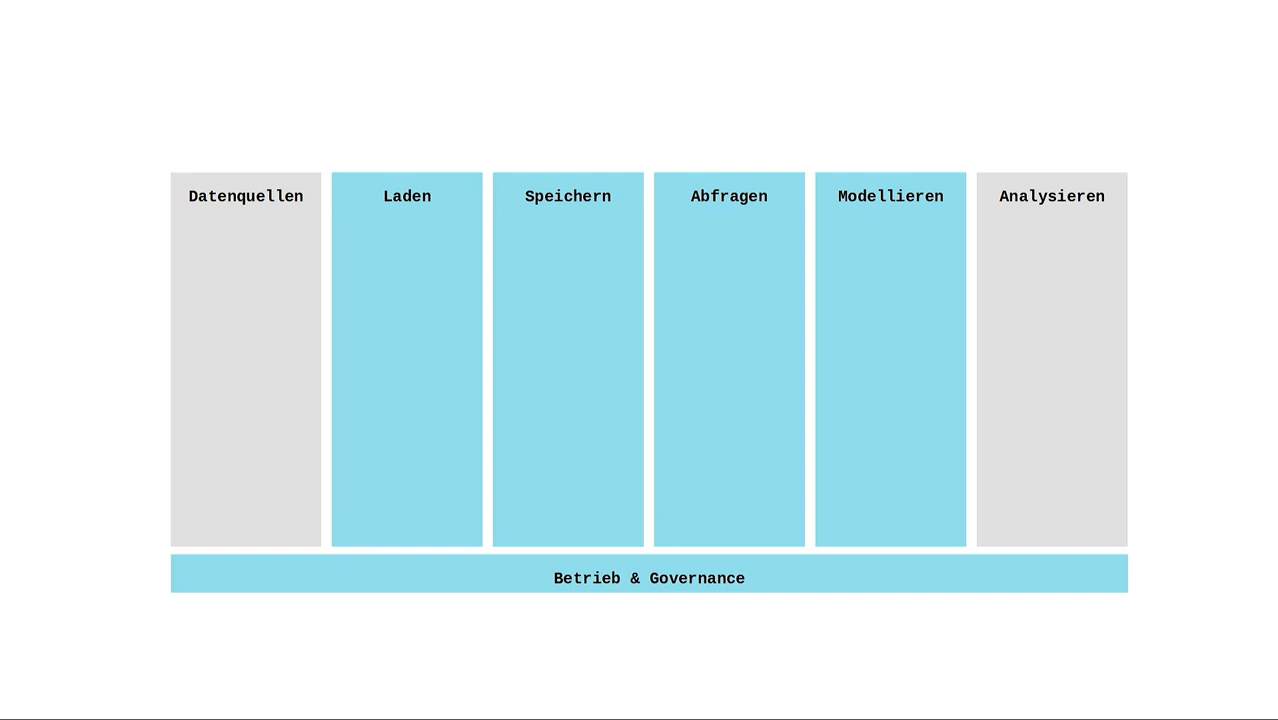 Datenquellen
Laden
Speichern
Abfragen
Modellieren
Analysieren
Betrieb & Governance